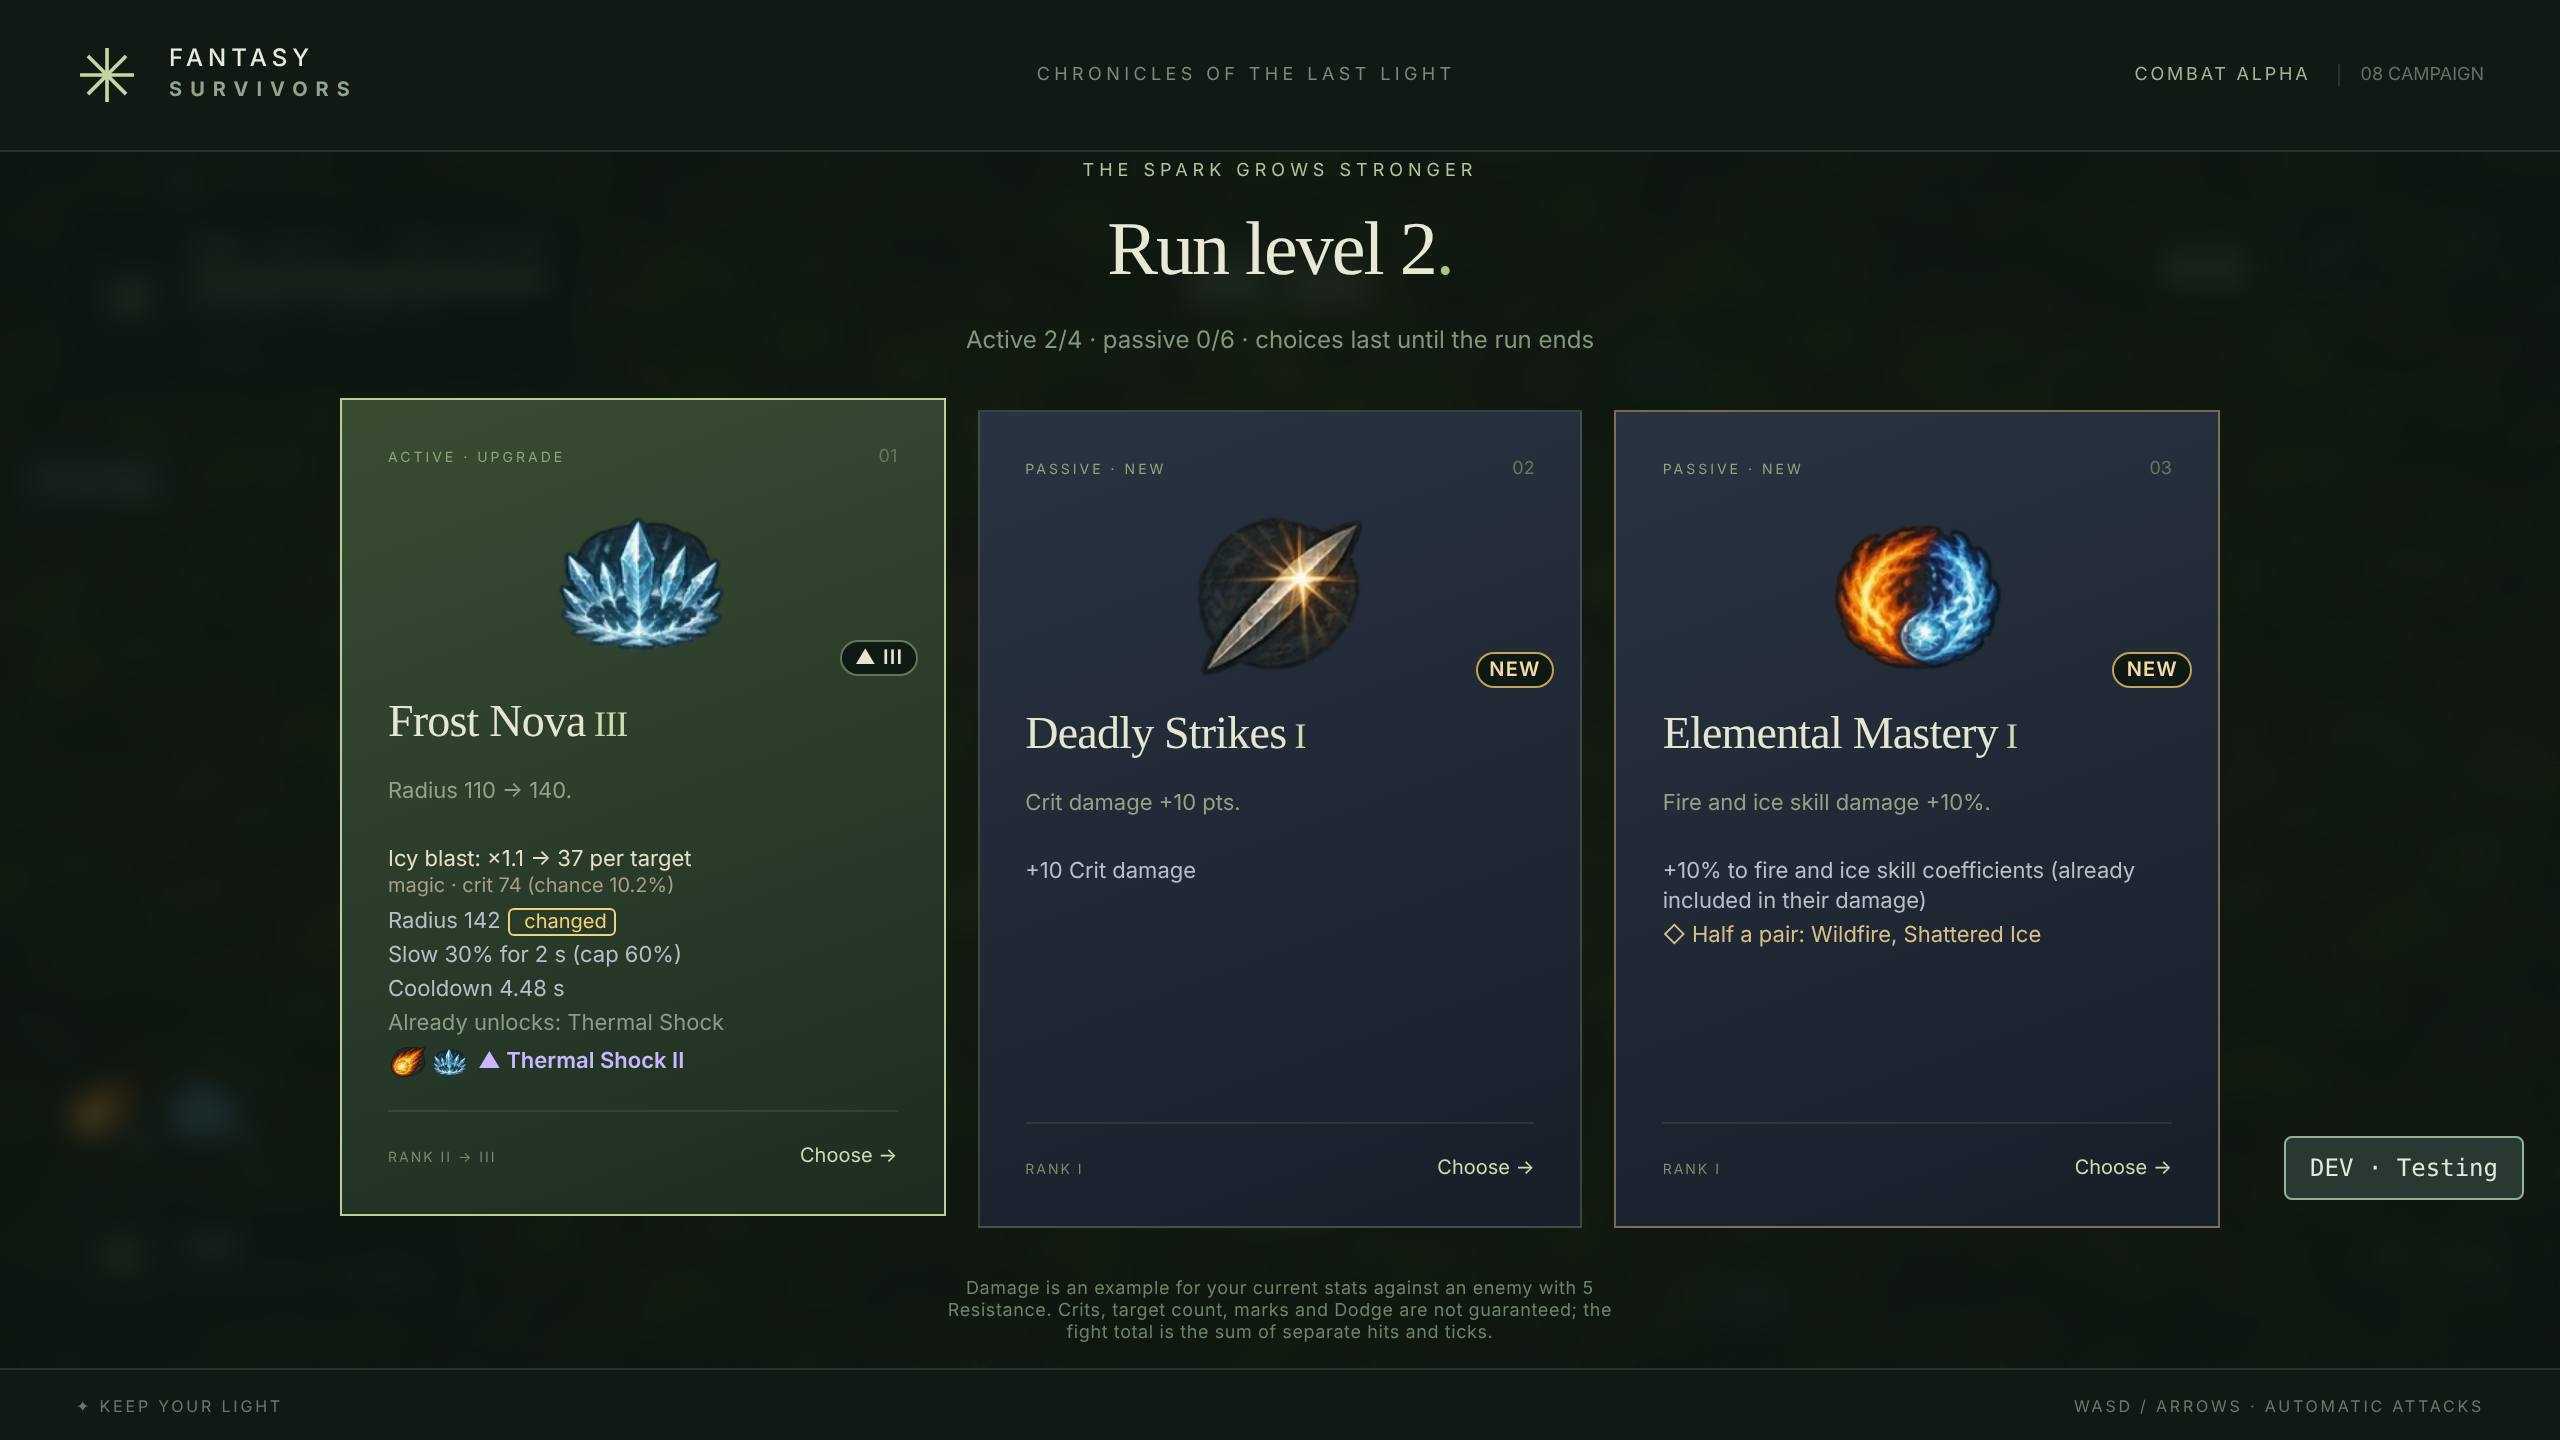 FANTASY
SURVIVORS
CHRONICLES OF THE LAST LIGHT
COMBAT ALPHA
08 CAMPAIGN
THE SPARK GROWS STRONGER
Run level 2.
Active 2/4 · passive 0/6 · choices last until the run ends
ACTIVE · UPGRADE
01
▲ III
Frost Nova III
Radius 110 → 140.
Icy blast: ×1.1 → 37 per target
magic · crit 74 (chance 10.2%)
Radius 142 changed
Slow 30% for 2 s (cap 60%)
Cooldown 4.48 s
Already unlocks: Thermal Shock
▲ Thermal Shock II
RANK II → III
Choose →
PASSIVE · NEW
02
NEW
Deadly Strikes I
Crit damage +10 pts.
+10 Crit damage
RANK I
Choose →
PASSIVE · NEW
03
NEW
Elemental Mastery I
Fire and ice skill damage +10%.
+10% to fire and ice skill coefficients (already
included in their damage)
◇ Half a pair: Wildfire, Shattered Ice
RANK I
Choose →
DEV · Testing
Damage is an example for your current stats against an enemy with 5
Resistance. Crits, target count, marks and Dodge are not guaranteed; the
fight total is the sum of separate hits and ticks.
✦ KEEP YOUR LIGHT
WASD / ARROWS · AUTOMATIC ATTACKS